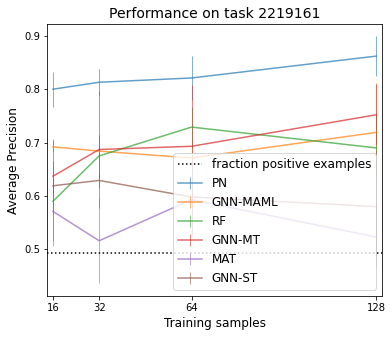 Performance on task 2219161
Average Precision
0.9
0.8
0.7
0.6
0.5
fraction positive examples
PN
GNN-MAML
RF
GNN-MT
MAT
GNN-ST
16
32
64
128
Training samples